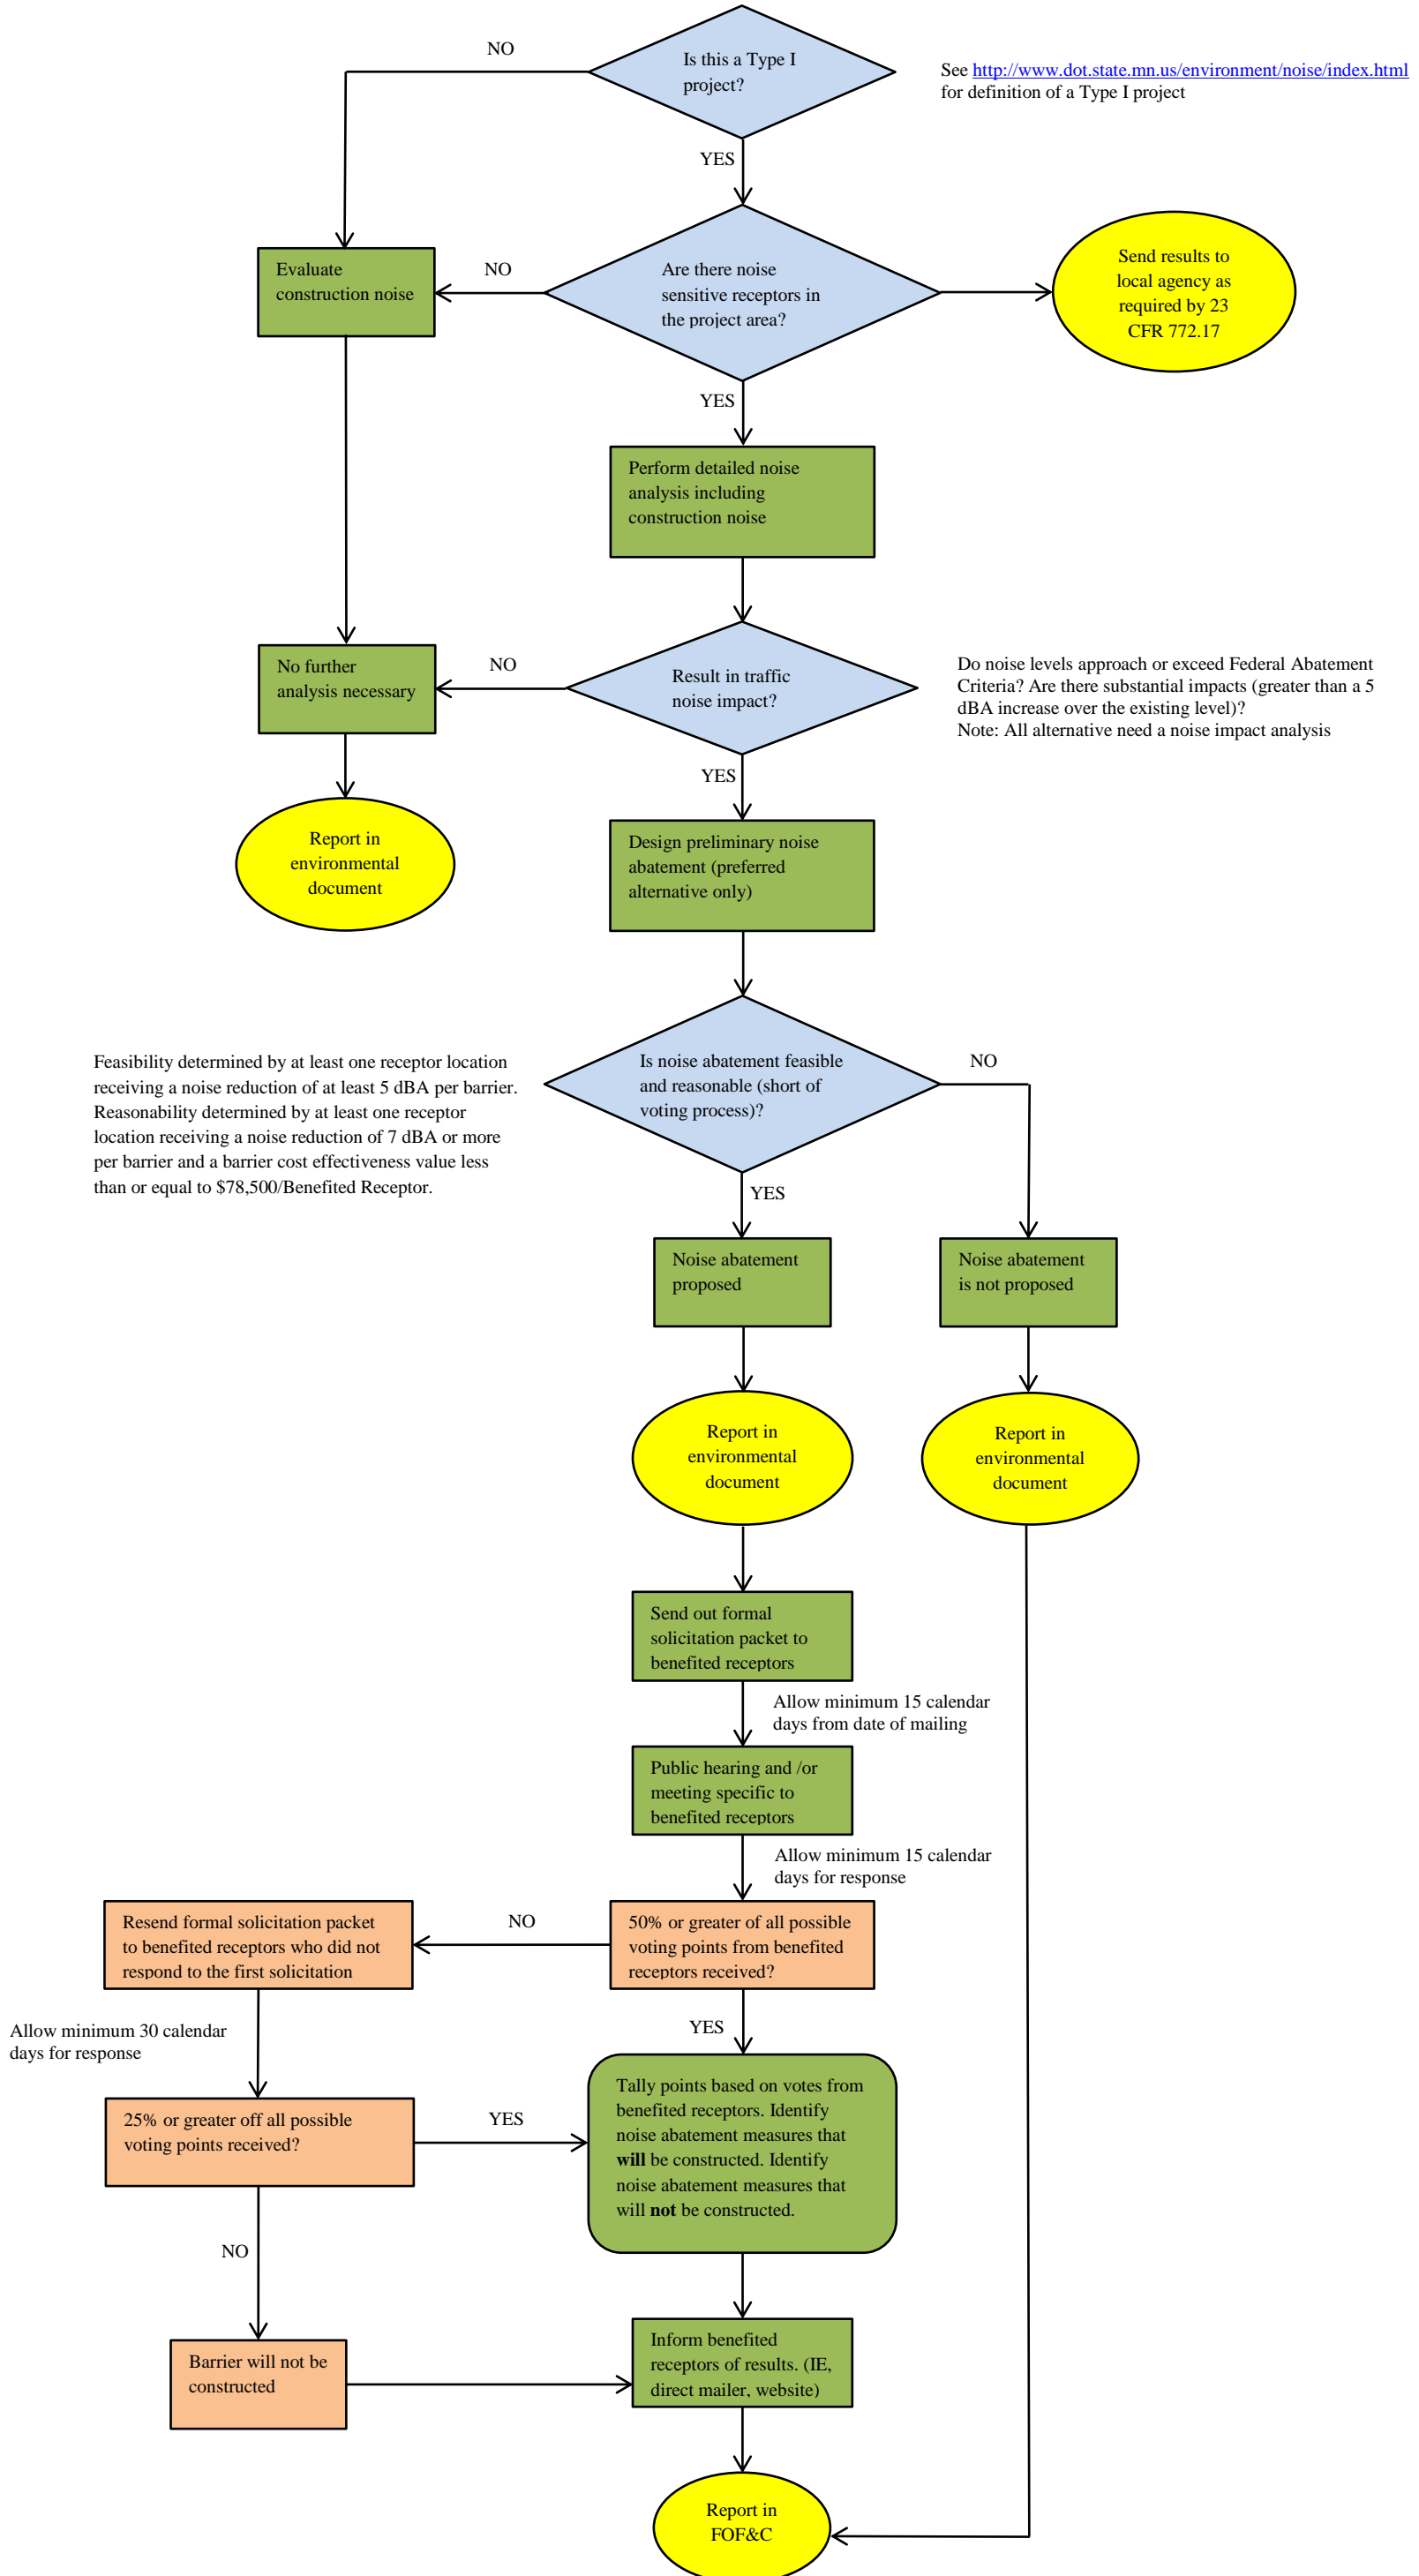 NO
Is this a Type I
project?
See http://www.dot.state.mn.us/environment/noise/index.html
for definition of a Type I project
YES
Evaluate
construction noise
NO
Are there noise
sensitive receptors in
the project area?
Send results to
local agency as
required by 23
CFR 772.17
YES
Perform detailed noise
analysis including
construction noise
No further
analysis necessary
NO
Result in traffic
noise impact?
Do noise levels approach or exceed Federal Abatement
Criteria? Are there substantial impacts (greater than a 5
dBA increase over the existing level)?
Note: All alternative need a noise impact analysis
YES
Report in
environmental
document
Design preliminary noise
abatement (preferred
alternative only)
Feasibility determined by at least one receptor location
receiving a noise reduction of at least 5 dBA per barrier.
Reasonability determined by at least one receptor
location receiving a noise reduction of 7 dBA or more
per barrier and a barrier cost effectiveness value less
than or equal to $78,500/Benefited Receptor.
Is noise abatement feasible
and reasonable (short of
voting process)?
NO
YES
Noise abatement
proposed
Noise abatement
is not proposed
Report in
environmental
document
Report in
environmental
document
Send out formal
solicitation packet to
benefited receptors
Allow minimum 15 calendar
days from date of mailing
Public hearing and /or
meeting specific to
benefited receptors
Allow minimum 15 calendar
days for response
Resend formal solicitation packet
to benefited receptors who did not
respond to the first solicitation
NO
50% or greater of all possible
voting points from benefited
receptors received?
Allow minimum 30 calendar
days for response
YES
25% or greater off all possible
voting points received?
YES
Tally points based on votes from
benefited receptors. Identify
noise abatement measures that
will be constructed. Identify
noise abatement measures that
will not be constructed.
NO
Barrier will not be
constructed
Inform benefited
receptors of results. (IE,
direct mailer, website)
Report in
FOF&C